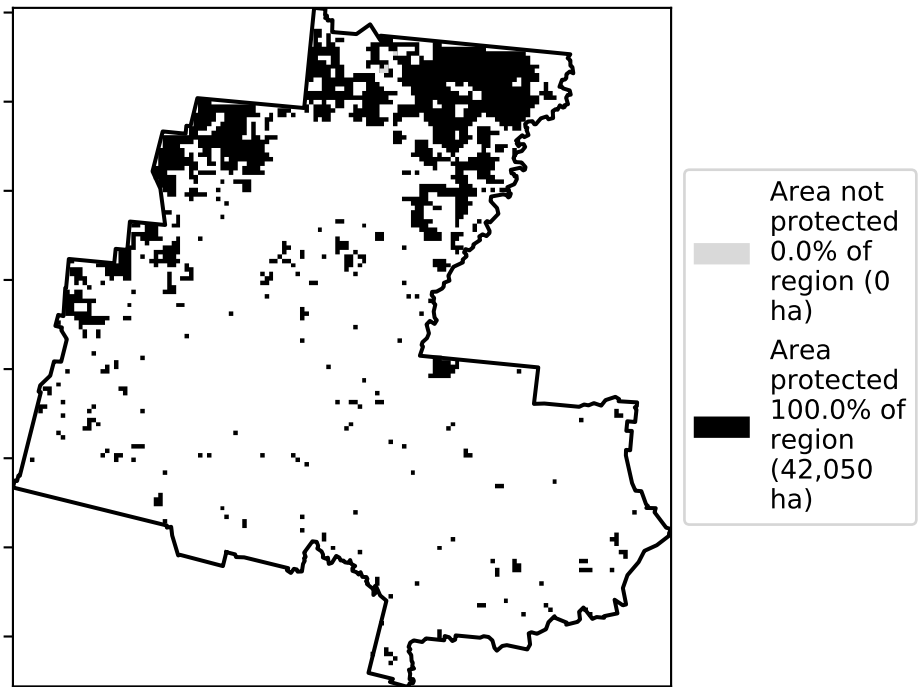 Area not
protected
0.0% of
region (0
ha)
Area
protected
100.0% of
region
(42,050
ha)